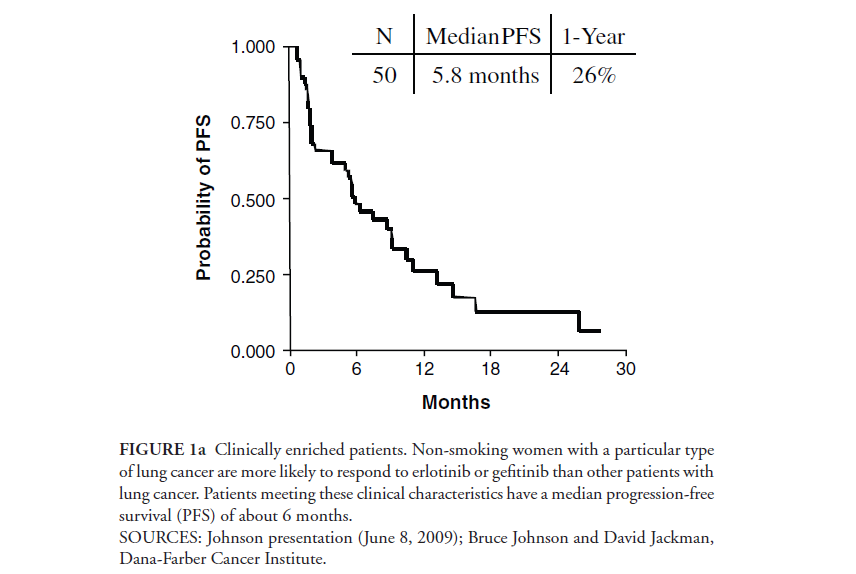 N MedianPFS 1-Year
50 5.8 months 26%
1.000
0.750
0.500
0.250
0.000
Probability of PFS
0 6 12 18 24 30
Months
FIGURE 1a Clinically enriched patients. Non-smoking women with a particular type
of lung cancer are more likely to respond to erlotinib or gefitinib than other patients with
lung cancer. Patients meeting these clinical characteristics have a median progression-free
survival (PFS) of about 6 months.
SOURCES: Johnson presentation (June 8, 2009); Bruce Johnson and David Jackman,
Dana-Farber Cancer Institute.